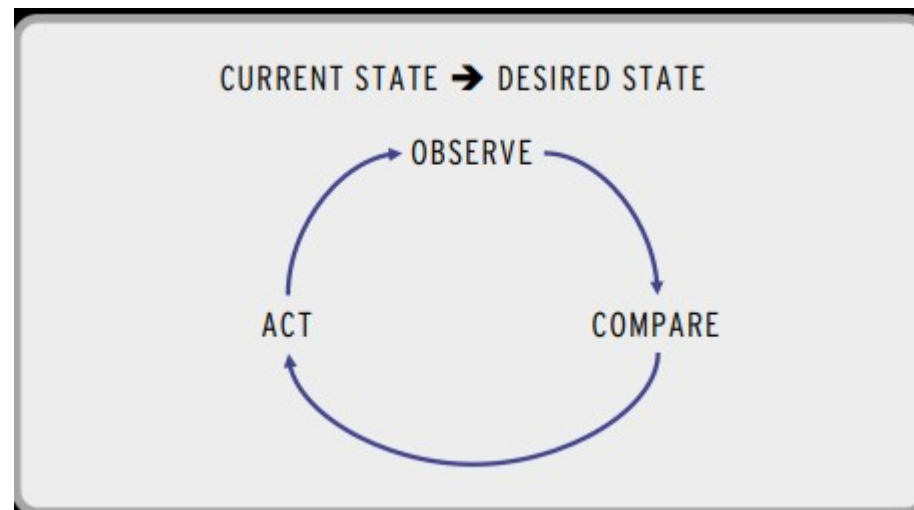 CURRENT STATE ➔ DESIRED STATE
OBSERVE
ACT
COMPARE